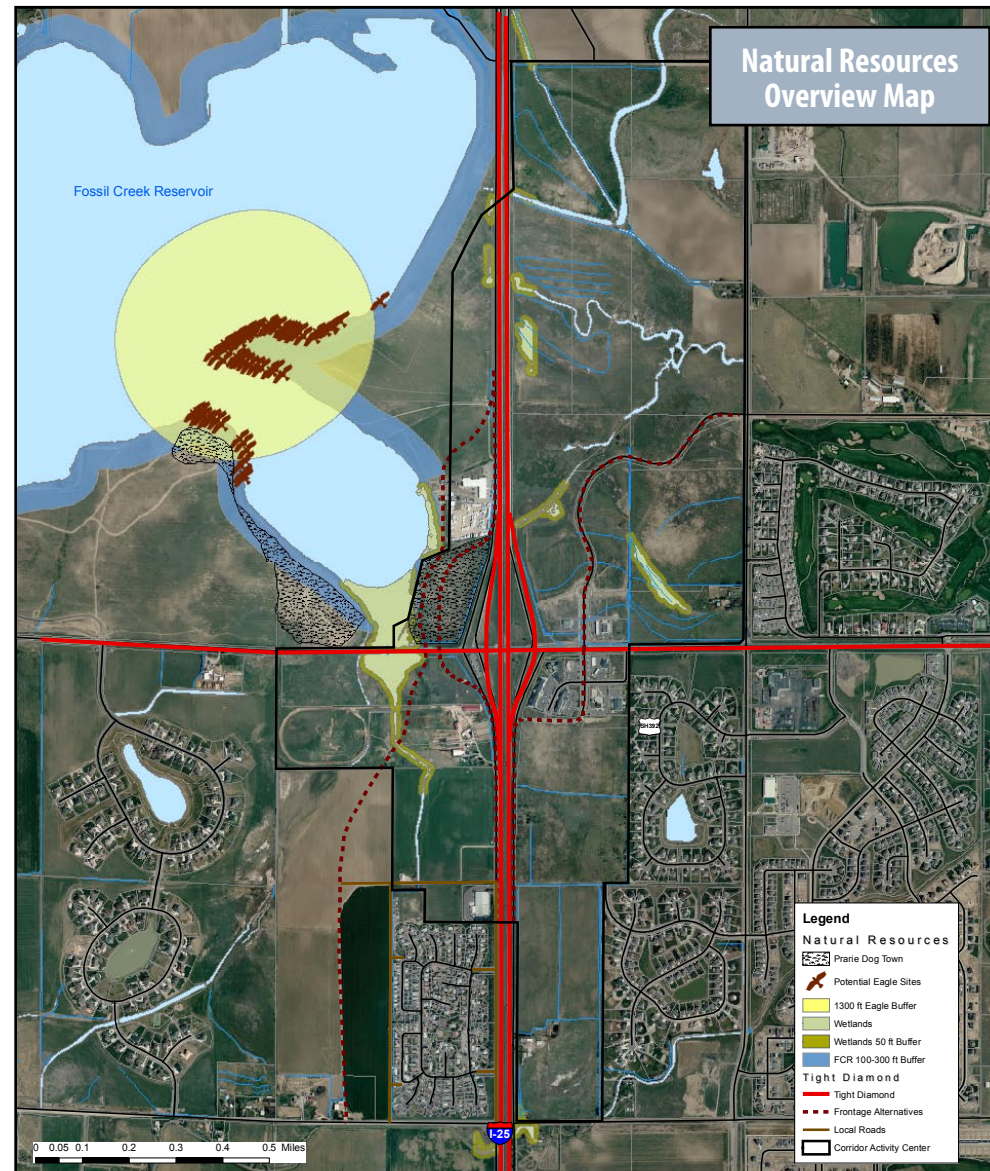 Natural Resources
Overview Map
Fossil Creek Reservoir
SH392
Legend
Natural Resources
Prarie Dog Town
Potential Eagle Sites
1300 ft Eagle Buffer
Wetlands
Wetlands 50 ft Buffer
FCR 100-300 ft Buffer
Tight Diamond
Tight Diamond
Frontage Alternatives
Local Roads
Corridor Activity Center
I-25
0 0.05 0.1 0.2 0.3 0.4 0.5 Miles